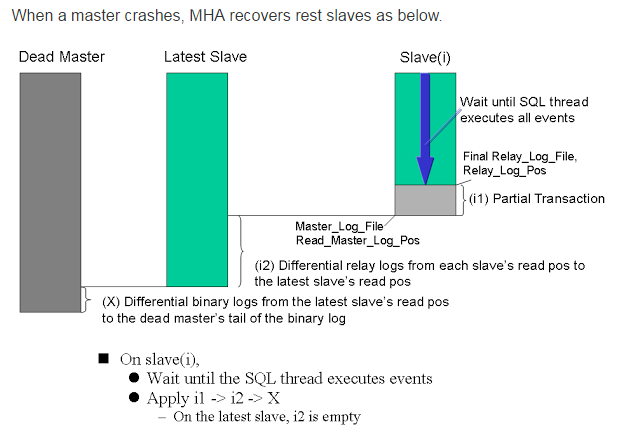 When a master crashes, MHA recovers rest slaves as below.
Dead Master
Latest Slave
Slave(i)
Wait until SQL thread
executes all events
Final Relay_Log_File,
Relay_Log_Pos
(i1) Partial Transaction
Master_Log_File
Read_Master_Log_Pos
(i2) Differential relay logs from each slave's read pos to
the latest slave's read pos
(X) Differential binary logs from the latest slave's read pos
to the dead master's tail of the binary log
■ On slave(i),
● Wait until the SQL thread executes events
● Apply i1 -> i2 -> X
– On the latest slave, i2 is empty